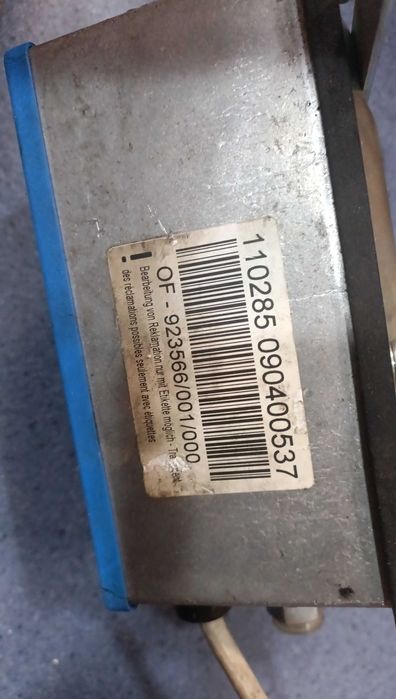 110285 090400537
OF - 923566/001/000
! Bearbeitung von Reklamation nur mit Etikette möglich -
des réclamations possibles seulement avec étiquettes